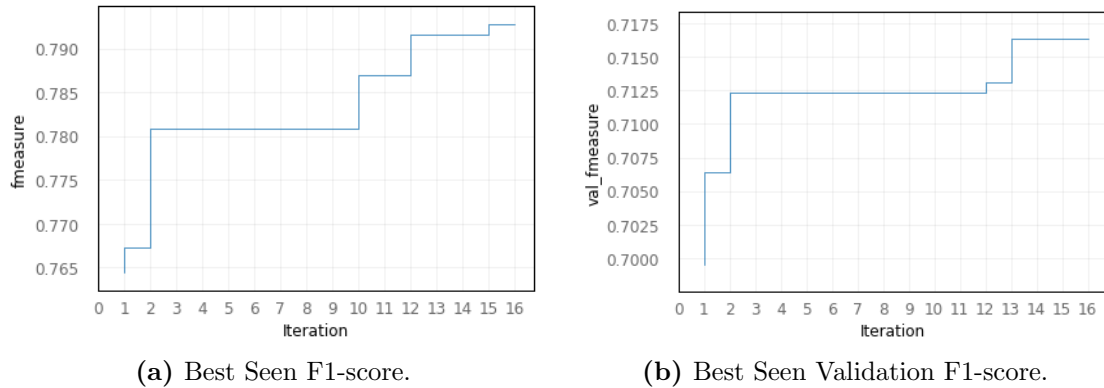 0.790
0.785
0.780
0.775
0.770
0.765
fmeasure
0 1 2 3 4 5 6 7 8 9 10 11 12 13 14 15 16
Iteration
(a) Best Seen F1-score.
0.7175
0.7150
0.7125
0.7100
0.7075
0.7050
0.7025
0.7000
val_fmeasure
0 1 2 3 4 5 6 7 8 9 10 11 12 13 14 15 16
Iteration
(b) Best Seen Validation F1-score.